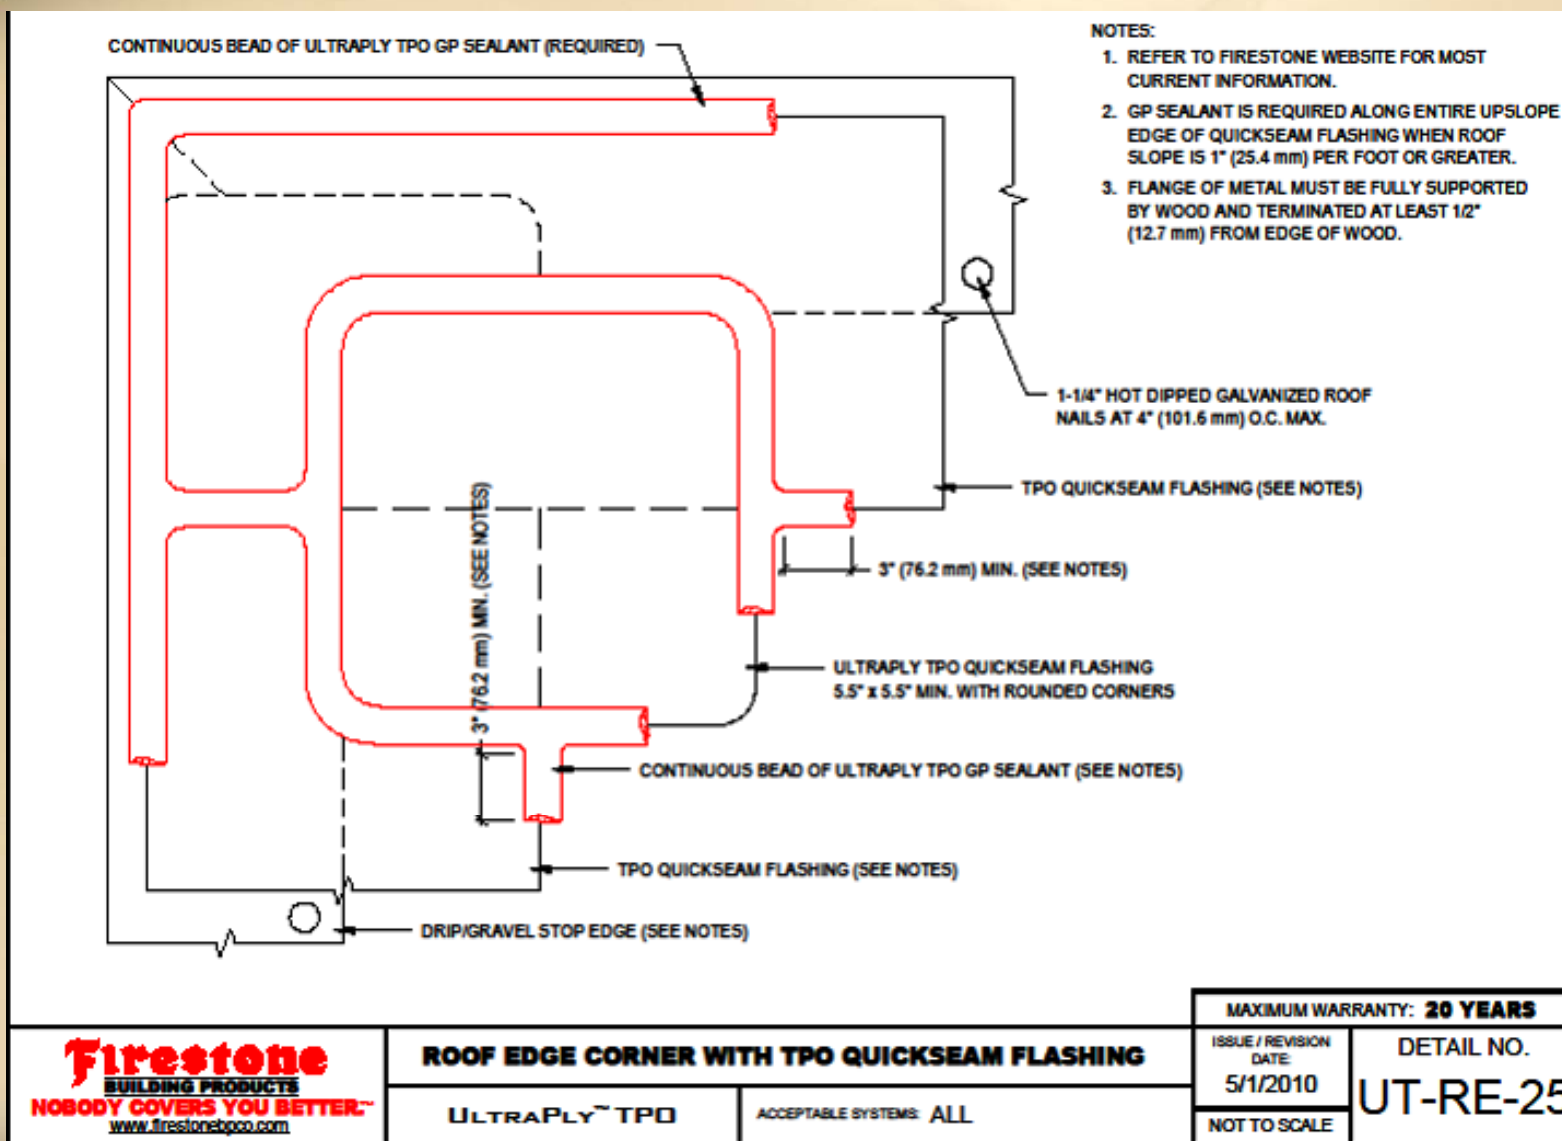 CONTINUOUS BEAD OF ULTRAPLY TPO GP SEALANT (REQUIRED)
NOTES:
1. REFER TO FIRESTONE WEBSITE FOR MOST
CURRENT INFORMATION.
2. GP SEALANT IS REQUIRED ALONG ENTIRE UPSLOPE
EDGE OF QUICKSEAM FLASHING WHEN ROOF
SLOPE IS 1" (25.4 mm) PER FOOT OR GREATER.
3. FLANGE OF METAL MUST BE FULLY SUPPORTED
BY WOOD AND TERMINATED AT LEAST 1/2"
(12.7 mm) FROM EDGE OF WOOD.
1-1/4" HOT DIPPED GALVANIZED ROOF
NAILS AT 4" (101.6 mm) O.C. MAX.
TPO QUICKSEAM FLASHING (SEE NOTES)
3" (76.2 mm) MIN. (SEE NOTES)
3" (76.2 mm) MIN. (SEE NOTES)
ULTRAPLY TPO QUICKSEAM FLASHING
5.5" x 5.5" MIN. WITH ROUNDED CORNERS
CONTINUOUS BEAD OF ULTRAPLY TPO GP SEALANT (SEE NOTES)
TPO QUICKSEAM FLASHING (SEE NOTES)
DRIP/GRAVEL STOP EDGE (SEE NOTES)
MAXIMUM WARRANTY: 20 YEARS
Firestone
BUILDING PRODUCTS
NOBODY COVERS YOU BETTER.™
www.firestonebpco.com
ROOF EDGE CORNER WITH TPO QUICKSEAM FLASHING
ULTRAPLY™ TPO
ACCEPTABLE SYSTEMS: ALL
ISSUE / REVISION
DATE:
5/1/2010
NOT TO SCALE
DETAIL NO.
UT-RE-25